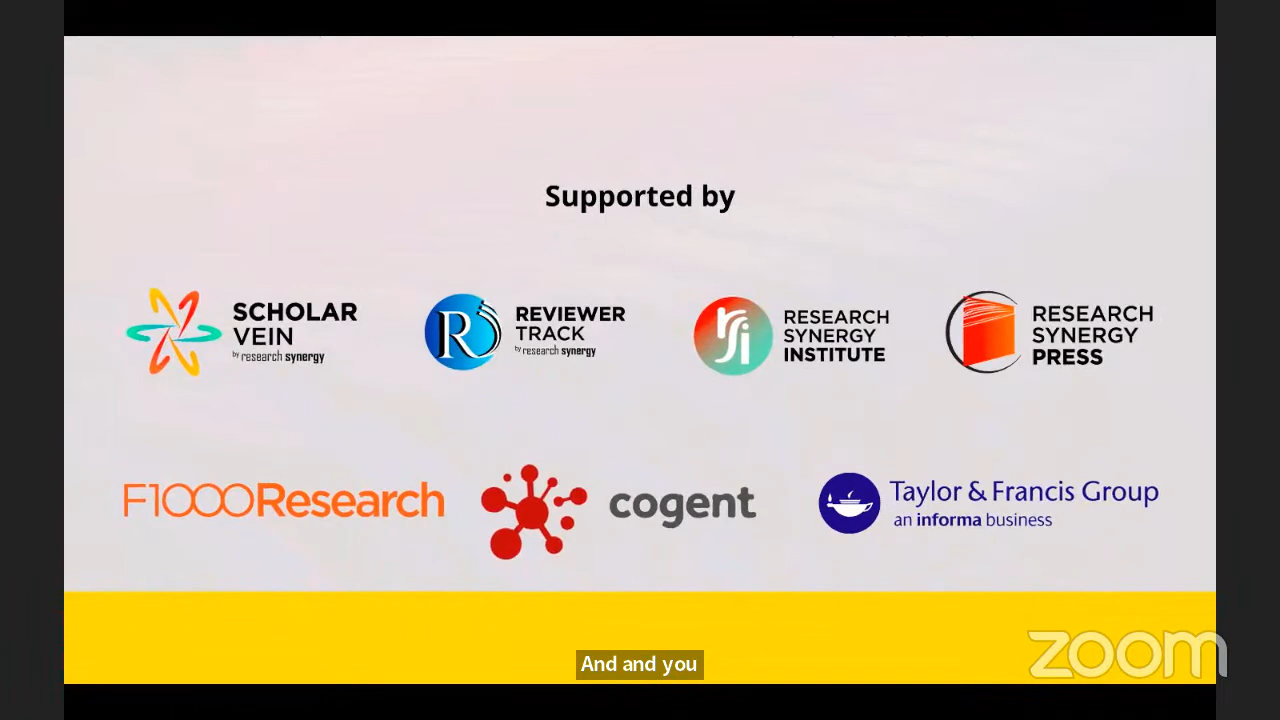 Supported by
SCHOLAR
VEIN
by research synergy
R
REVIEWER
TRACK
by research synergy
rsi
RESEARCH
SYNERGY
INSTITUTE
RESEARCH
SYNERGY
PRESS
F1000Research
cogent
Taylor & Francis Group
an informa business
And and you
zoom